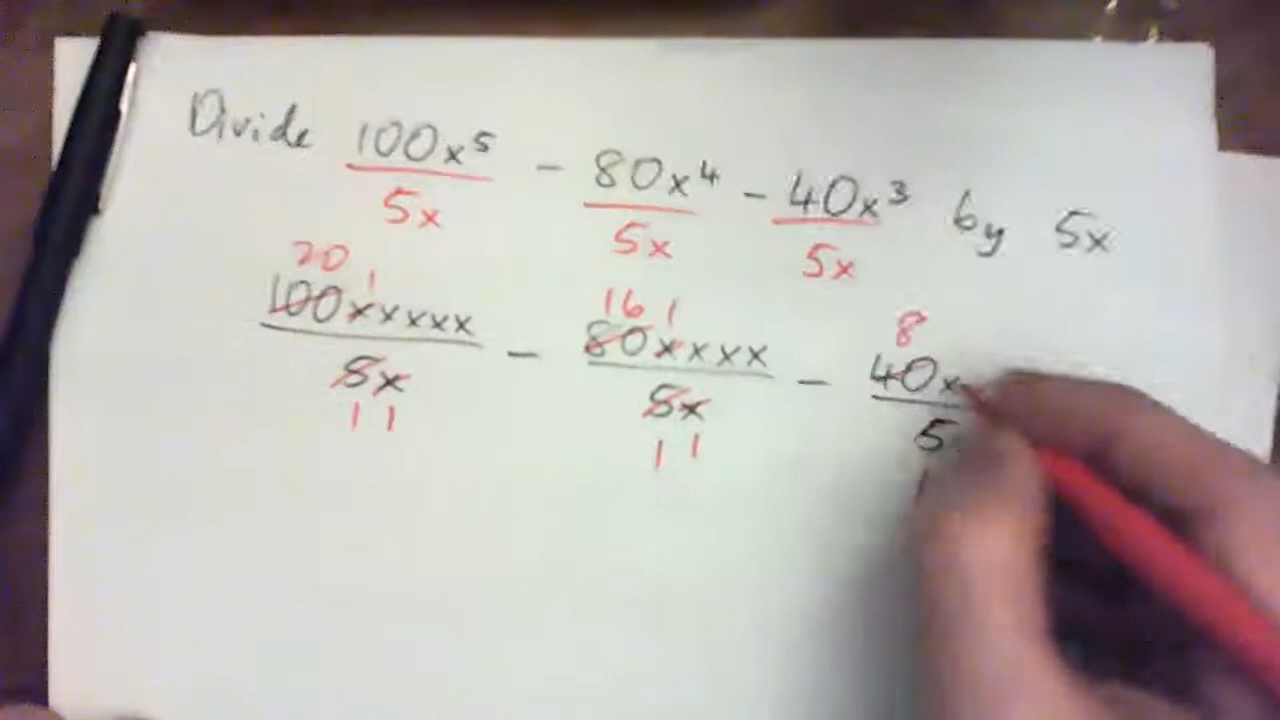 Divide 100x⁵ - 80x⁴ - 40x³ by 5x
5x 5x 5x
20 1 16 1 8
100xxxxx - 80xxxx - 40x
5x 5x 5
1 1 1 1 1